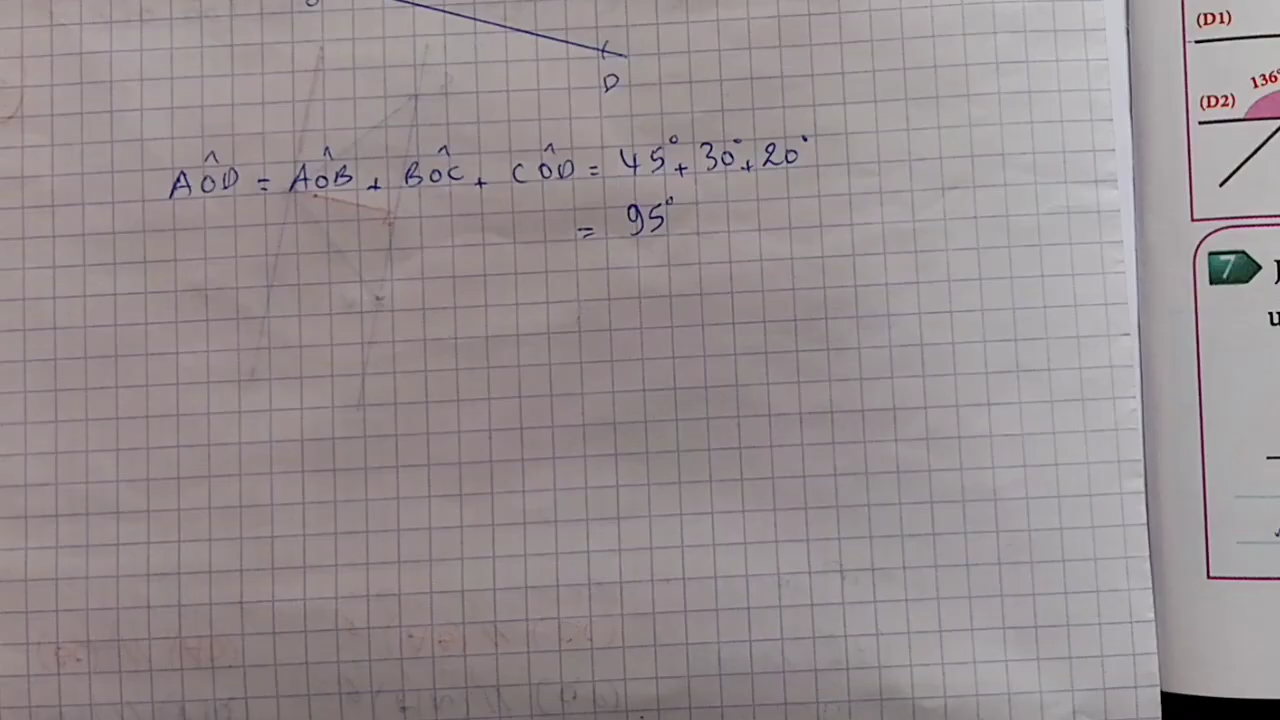 D
AÔD = AÔB + BÔC + CÔD = 45° + 30° + 20°
= 95°
(D1)
136°
(D2)
7